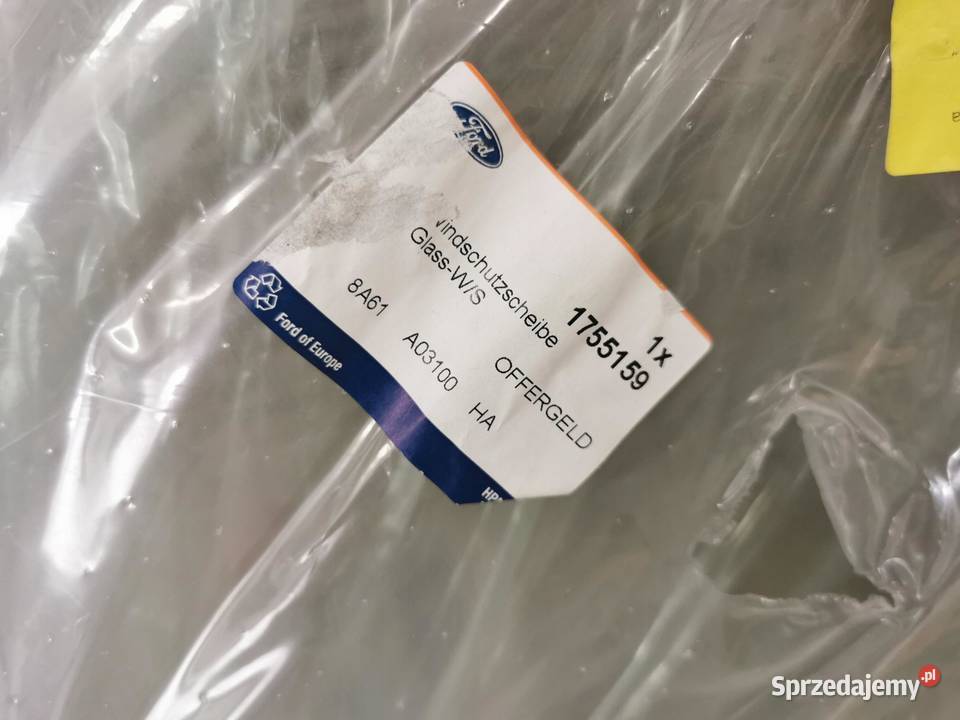 Ford
1x
1755159
Windschutzscheibe
Glass-W/S
OFFERGELD
8A61 A03100 HA
Ford of Europe
Sprzedajemy.pl